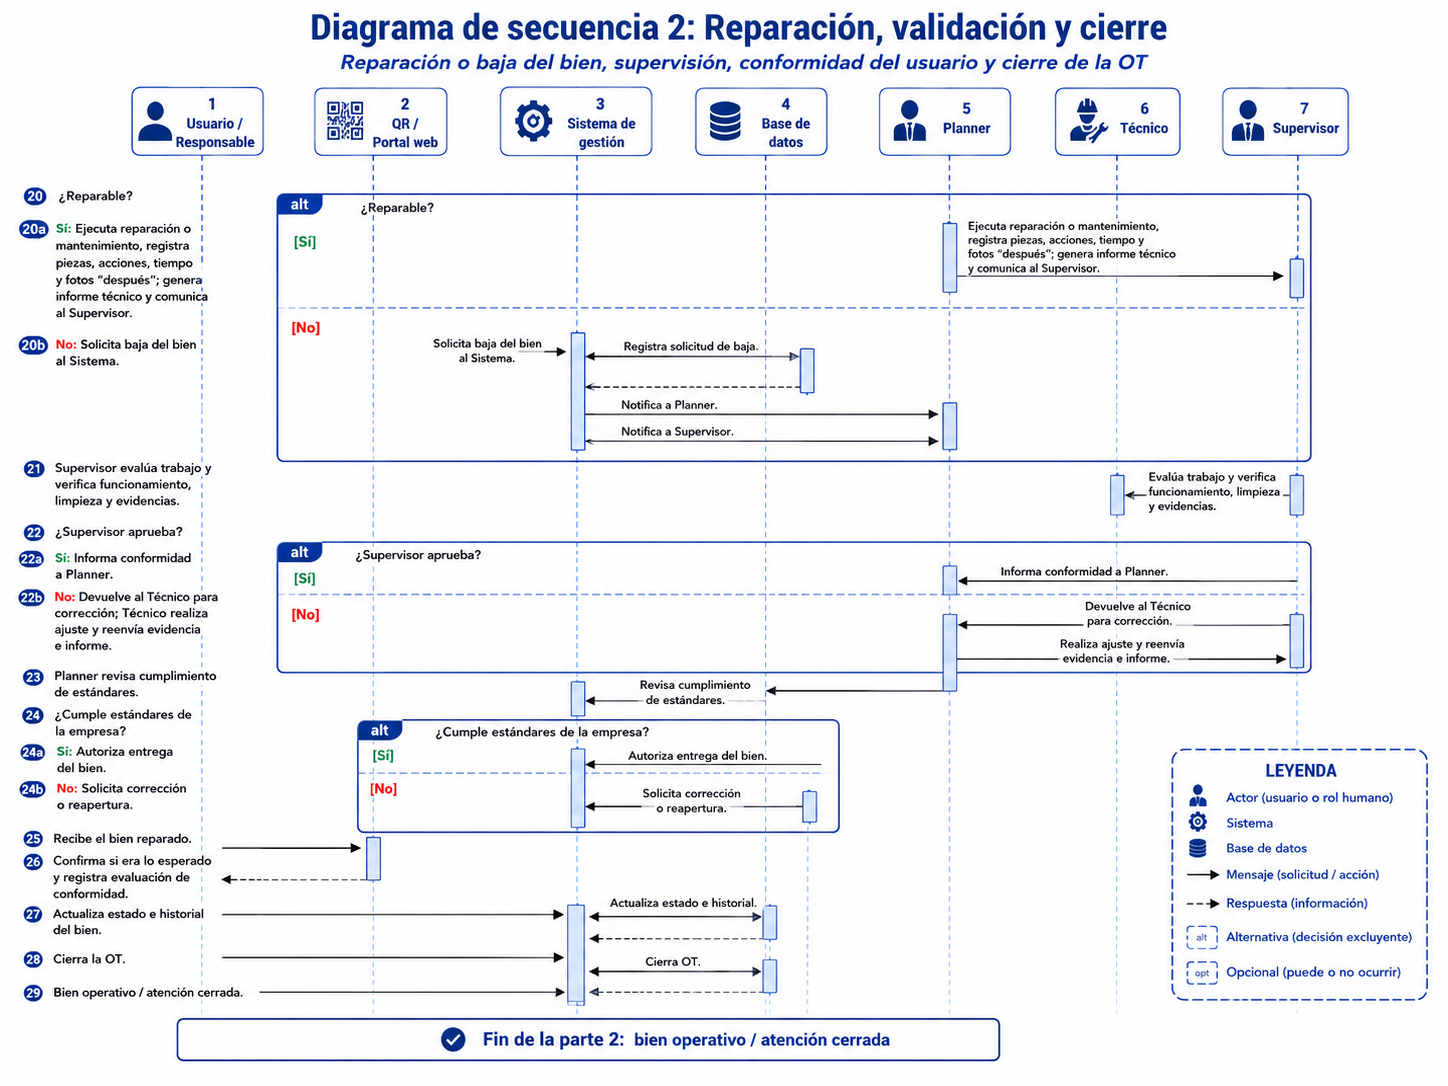 Diagrama de secuencia 2: Reparación, validación y cierre
Reparación o baja del bien, supervisión, conformidad del usuario y cierre de la OT
1
Usuario /
Responsable
2
QR /
Portal web
3
Sistema de
gestión
4
Base de
datos
5
Planner
6
Técnico
7
Supervisor
20 ¿Reparable?
20a Sí: Ejecuta reparación o
mantenimiento, registra
piezas, acciones, tiempo
y fotos “después”; genera
informe técnico y comunica
al Supervisor.
20b No: Solicita baja del bien
al Sistema.
21 Supervisor evalúa trabajo y
verifica funcionamiento,
limpieza y evidencias.
22 ¿Supervisor aprueba?
22a Sí: Informa conformidad
a Planner.
22b No: Devuelve al Técnico para
corrección; Técnico realiza
ajuste y reenvía evidencia
e informe.
23 Planner revisa cumplimiento
de estándares.
24 ¿Cumple estándares de
la empresa?
24a Sí: Autoriza entrega
del bien.
24b No: Solicita corrección
o reapertura.
25 Recibe el bien reparado.
26 Confirma si era lo esperado
y registra evaluación de
conformidad.
27 Actualiza estado e historial
del bien.
28 Cierra la OT.
29 Bien operativo / atención cerrada.
alt ¿Reparable?
[Sí]
Ejecuta reparación o mantenimiento,
registra piezas, acciones, tiempo y
fotos “después”; genera informe técnico
y comunica al Supervisor.
[No]
Solicita baja del bien
al Sistema.
Registra solicitud de baja.
Notifica a Planner.
Notifica a Supervisor.
Evalúa trabajo y verifica
funcionamiento, limpieza
y evidencias.
alt ¿Supervisor aprueba?
[Sí]
Informa conformidad a Planner.
[No]
Devuelve al Técnico
para corrección.
Realiza ajuste y reenvía
evidencia e informe.
Revisa cumplimiento
de estándares.
alt ¿Cumple estándares de la empresa?
[Sí]
Autoriza entrega del bien.
[No]
Solicita corrección
o reapertura.
Actualiza estado e historial.
Cierra OT.
LEYENDA
Actor (usuario o rol humano)
Sistema
Base de datos
Mensaje (solicitud / acción)
Respuesta (información)
alt Alternativa (decisión excluyente)
opt Opcional (puede o no ocurrir)
Fin de la parte 2: bien operativo / atención cerrada